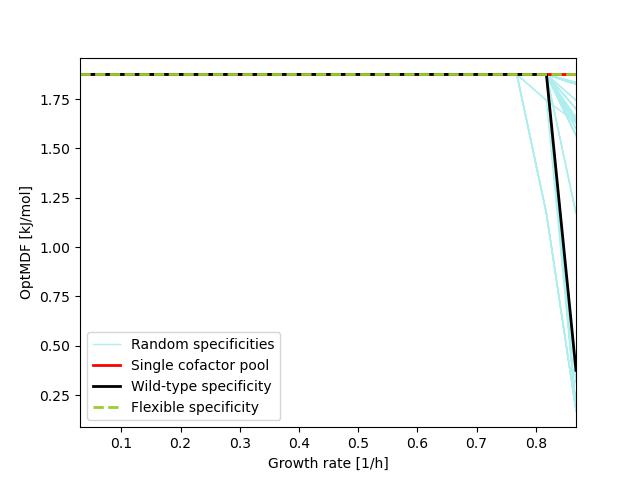 OptMDF [kJ/mol]
1.75
1.50
1.25
1.00
0.75
0.50
0.25
Random specificities
Single cofactor pool
Wild-type specificity
Flexible specificity
0.1 0.2 0.3 0.4 0.5 0.6 0.7 0.8
Growth rate [1/h]